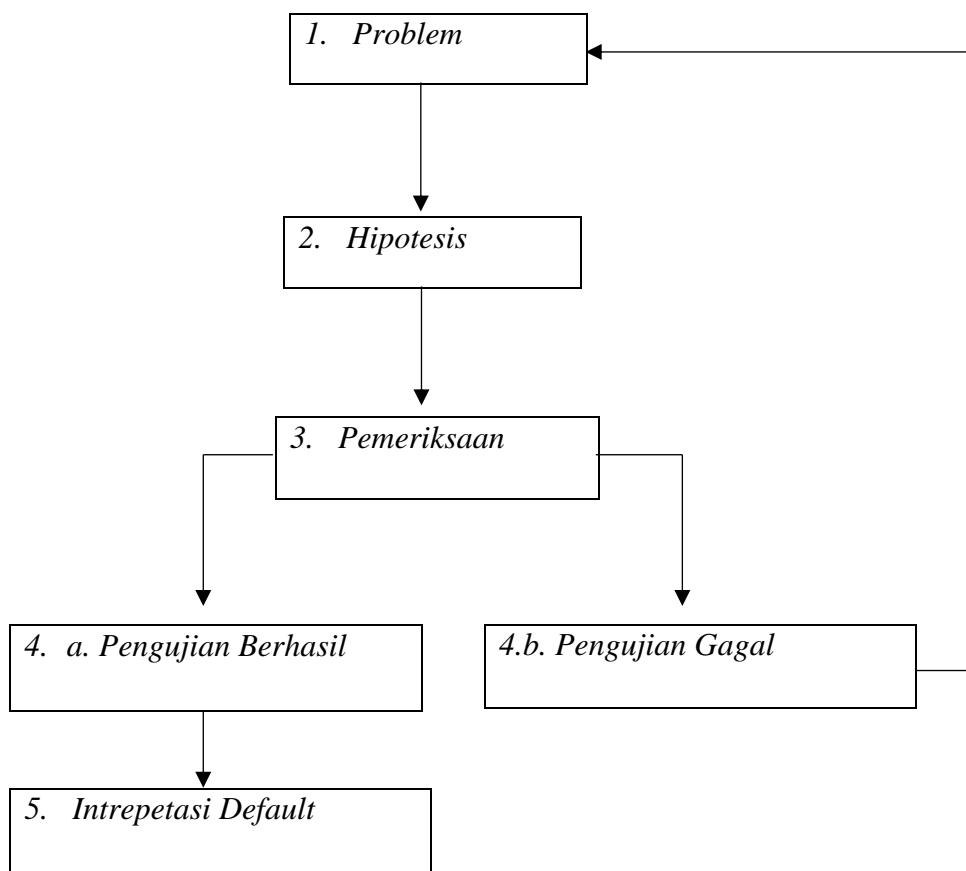 1. Problem
2. Hipotesis
3. Pemeriksaan
4. a. Pengujian Berhasil
4.b. Pengujian Gagal
5. Intrepetasi Default